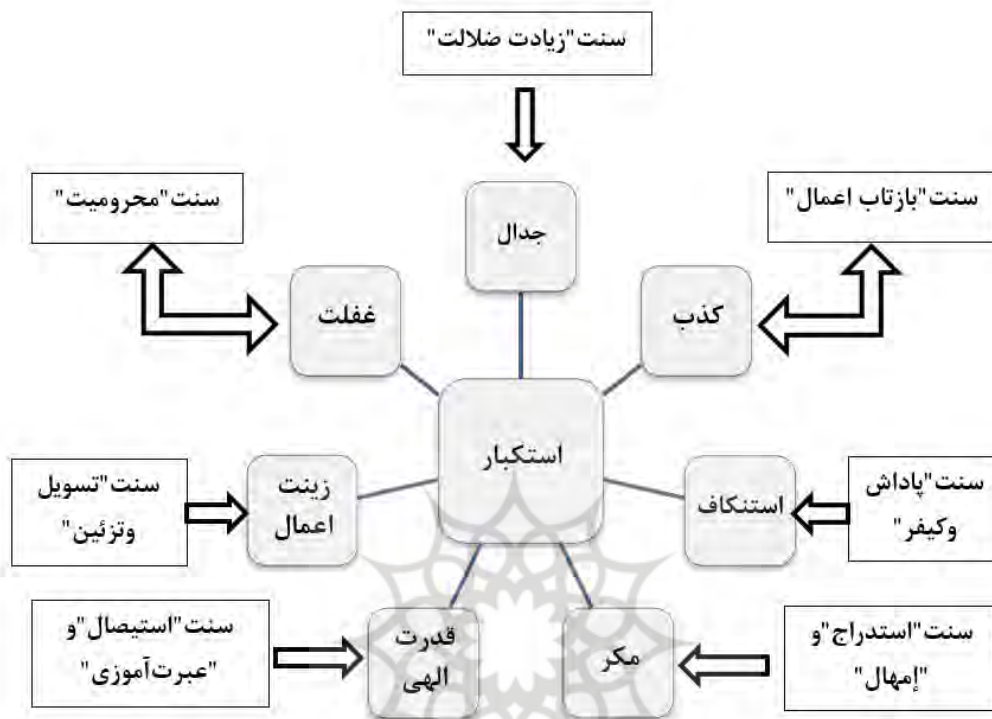 سنت"زیادت ضلالت"
سنت"بازتاب اعمال"
سنت"محرومیت"
جدال
کذب
غفلت
استکبار
استنکاف
سنت"پاداش
وکیفر"
زینت
اعمال
سنت"تسویل
وتزئین"
مکر
سنت"استدراج"و
"إمهال"
قدرت
الهی
سنت"استیصال"و
"عبرت‌آموزی"